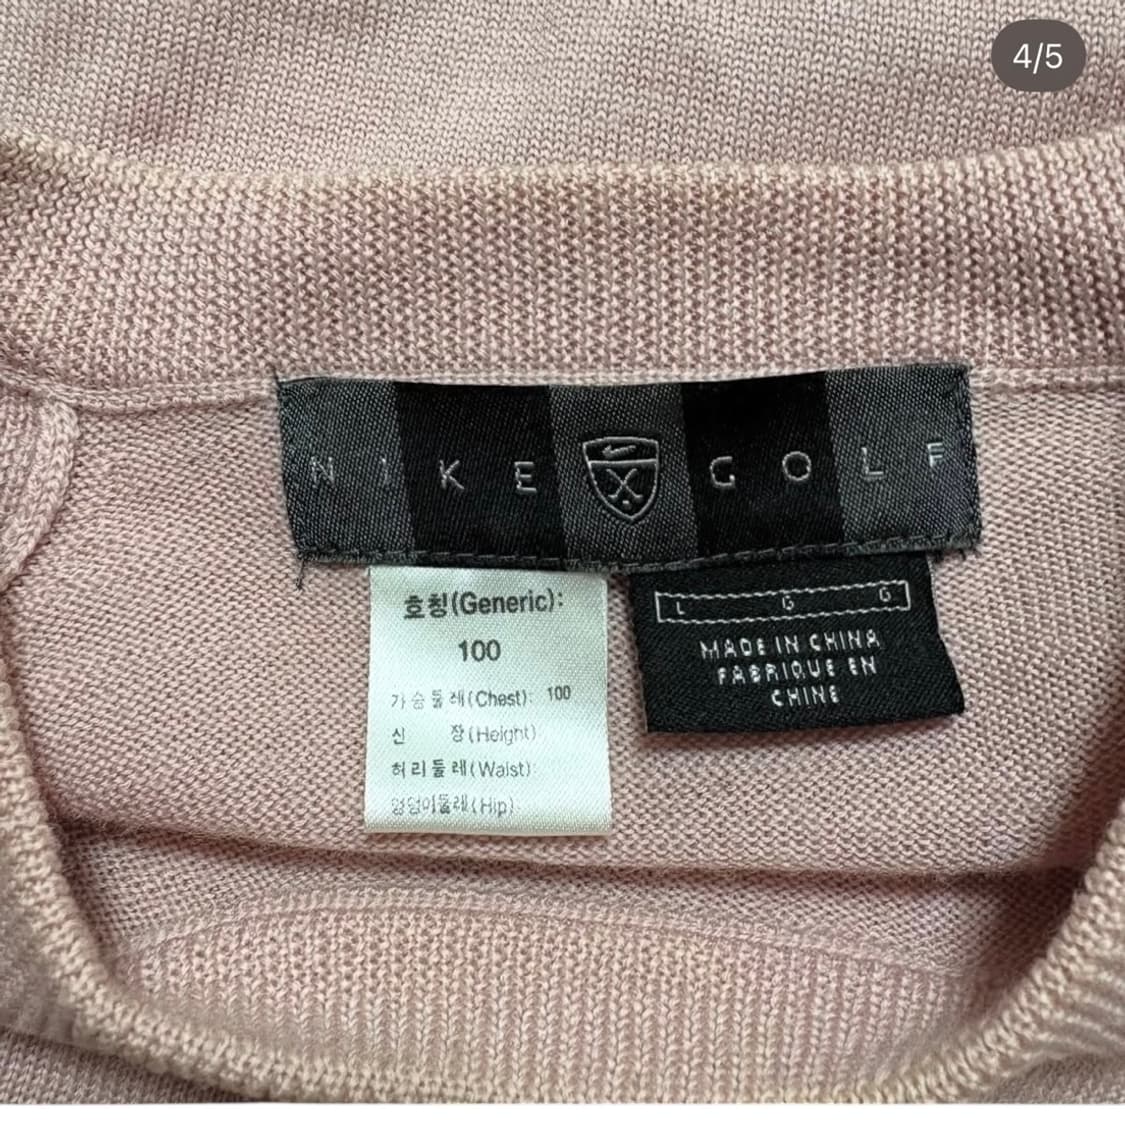 4/5
NIKE GOLF
호칭(Generic):
100
가슴둘레(Chest): 100
신 장(Height)
허리둘레(Waist):
엉덩이둘레(Hip):
L G G
MADE IN CHINA
FABRIQUE EN
CHINE